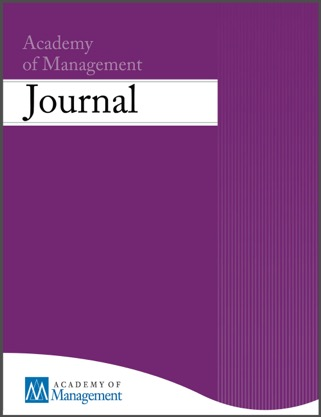 Academy
of Management
Journal
ACADEMY OF
Management